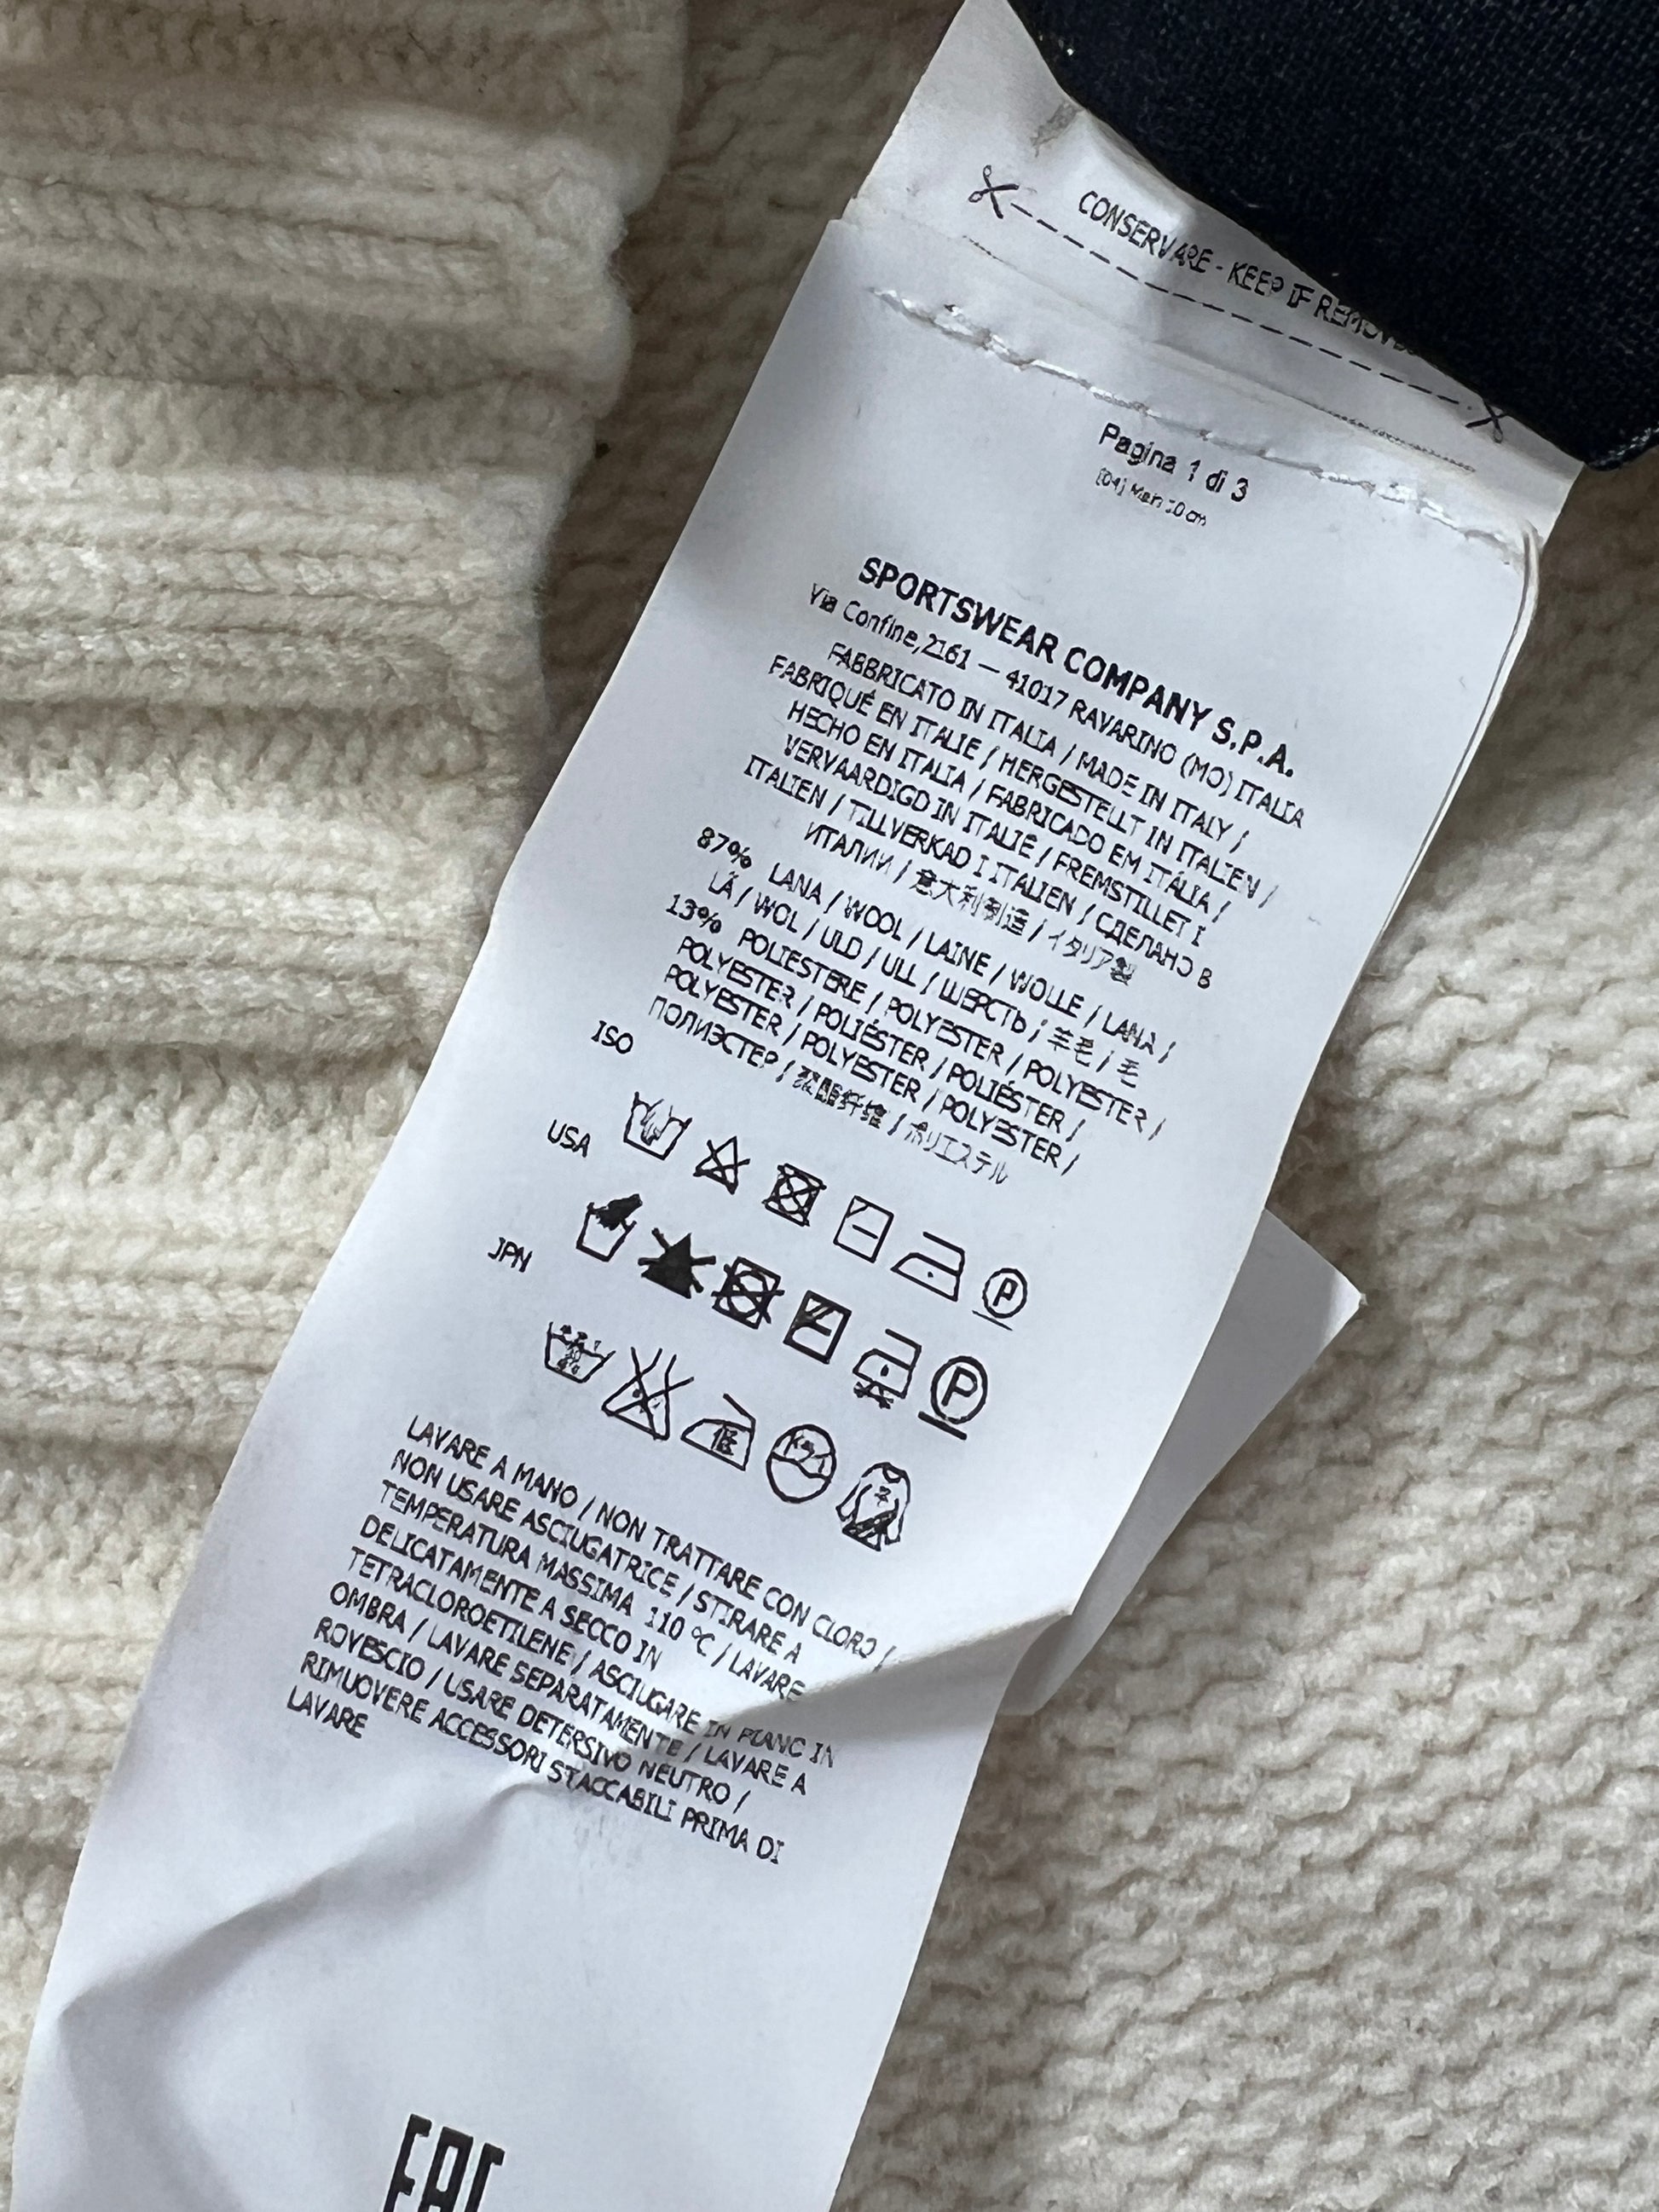 CONSERVARE - KEEP IF
Pagina 1 di 3
SPORTSWEAR COMPANY S.P.A.
Via Confine,2161 — 41017 RAVARINO (MO) ITALIA
FABBRICATO IN ITALIA / MADE IN ITALY /
FABRIQUÉ EN ITALIE / HERGESTELLT IN ITALIEN /
HECHO EN ITALIA / FABRICADO EM ITÁLIA /
VERVAARDIGD IN ITALIË / FREMSTILLET I
ITALIEN / TILLVERKAD I ITALIEN / СДЕЛАНО В
ИТАЛИИ / 意大利制造 / イタリア製
87% LANA / WOOL / LAINE / WOLLE / LANA /
LÃ / WOL / ULD / ULL / ШЕРСТЬ / 羊毛 / 毛
13% POLIESTERE / POLYESTER / POLYESTER /
POLYESTER / POLIÉSTER / POLIÉSTER /
POLYESTER / POLYESTER / POLYESTER /
ПОЛИЭСТЕР / 聚酯纤维 / ポリエステル
ISO
USA
P
JPN
P
低
LAVARE A MANO / NON TRATTARE CON CLORO /
NON USARE ASCIUGATRICE / STIRARE A
TEMPERATURA MASSIMA 110 °C / LAVARE
DELICATAMENTE A SECCO IN
TETRACLOROETILENE / ASCIUGARE IN PIANO IN
OMBRA / LAVARE SEPARATAMENTE / LAVARE A
ROVESCIO / USARE DETERSIVO NEUTRO /
RIMUOVERE ACCESSORI STACCABILI PRIMA DI
LAVARE
EAC